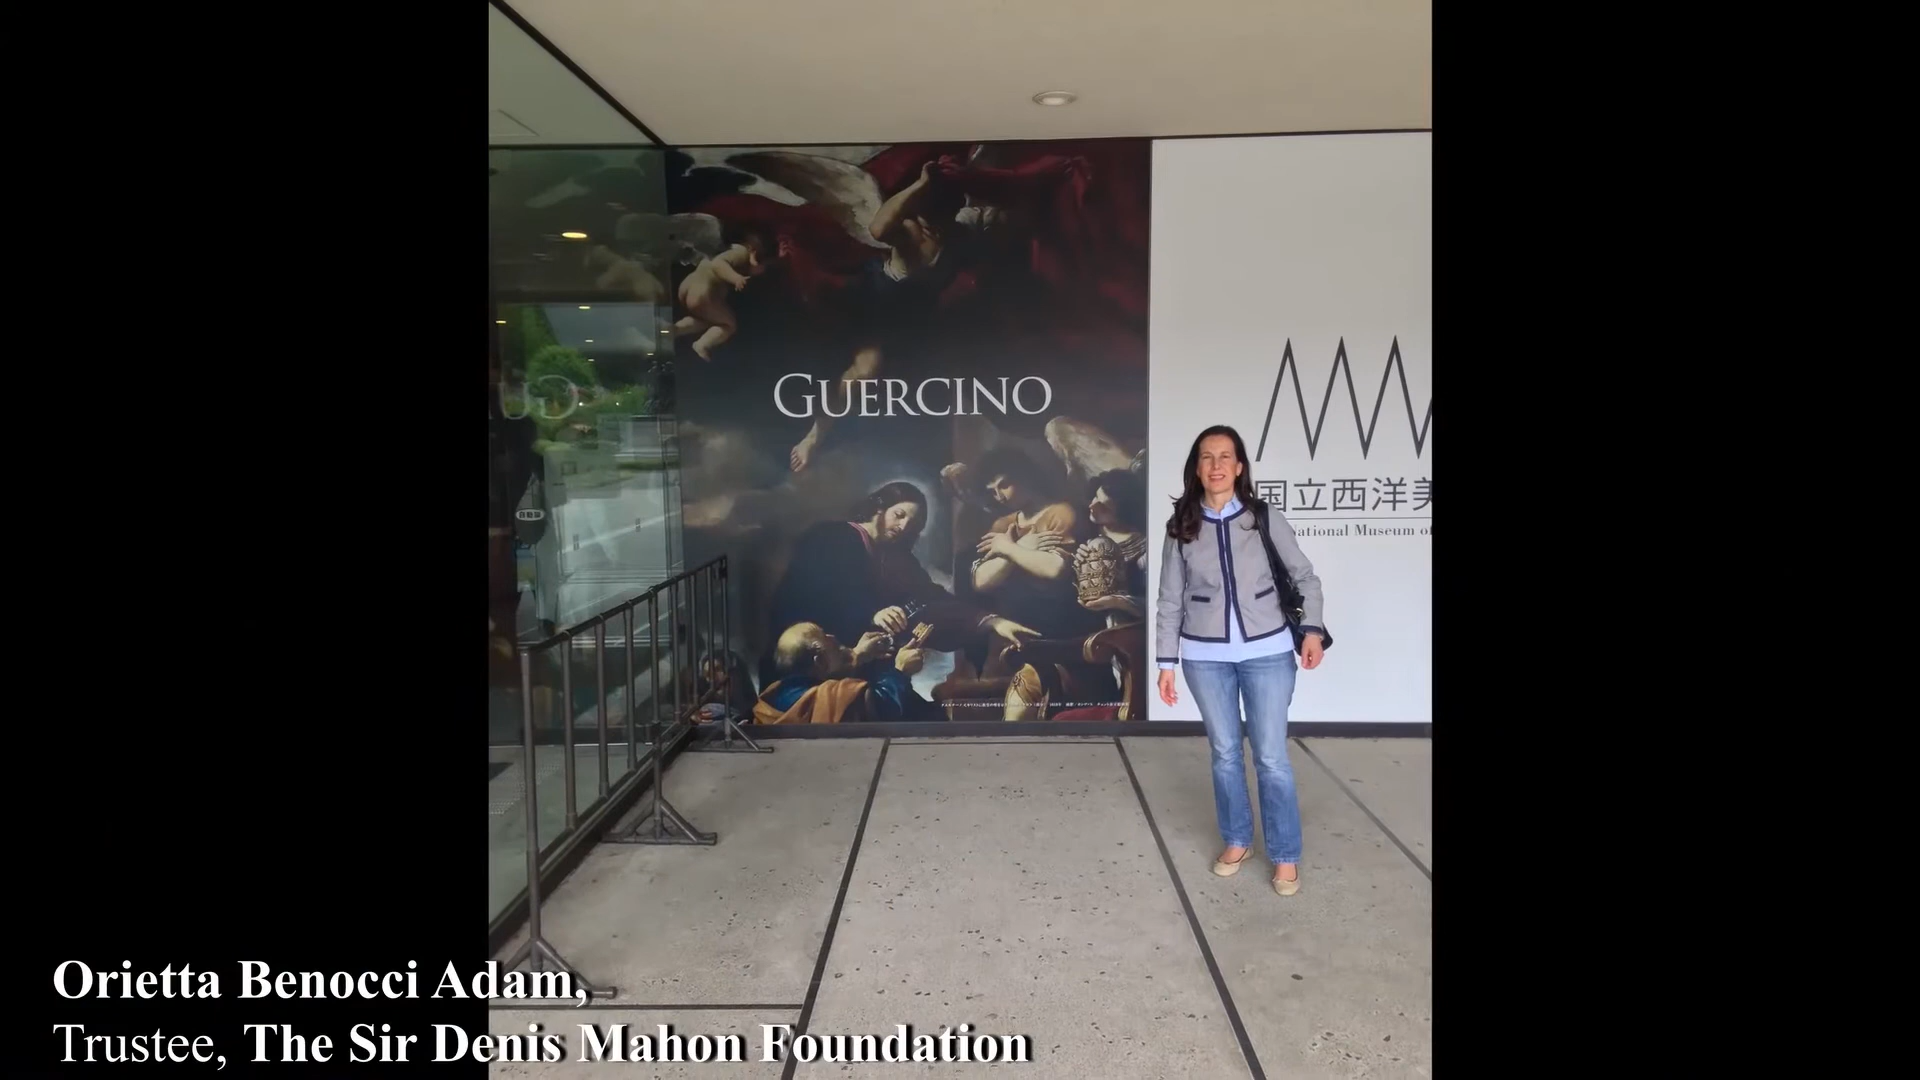 GUERCINO
国立西洋美
National Museum of
Orietta Benocci Adam,
Trustee, The Sir Denis Mahon Foundation